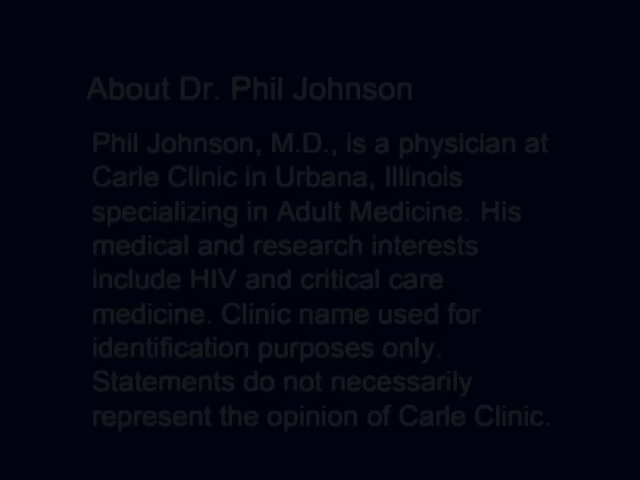 About Dr. Phil Johnson
Phil Johnson, M.D., is a physician at
Carle Clinic in Urbana, Illinois
specializing in Adult Medicine. His
medical and research interests
include HIV and critical care
medicine. Clinic name used for
identification purposes only.
Statements do not necessarily
represent the opinion of Carle Clinic.